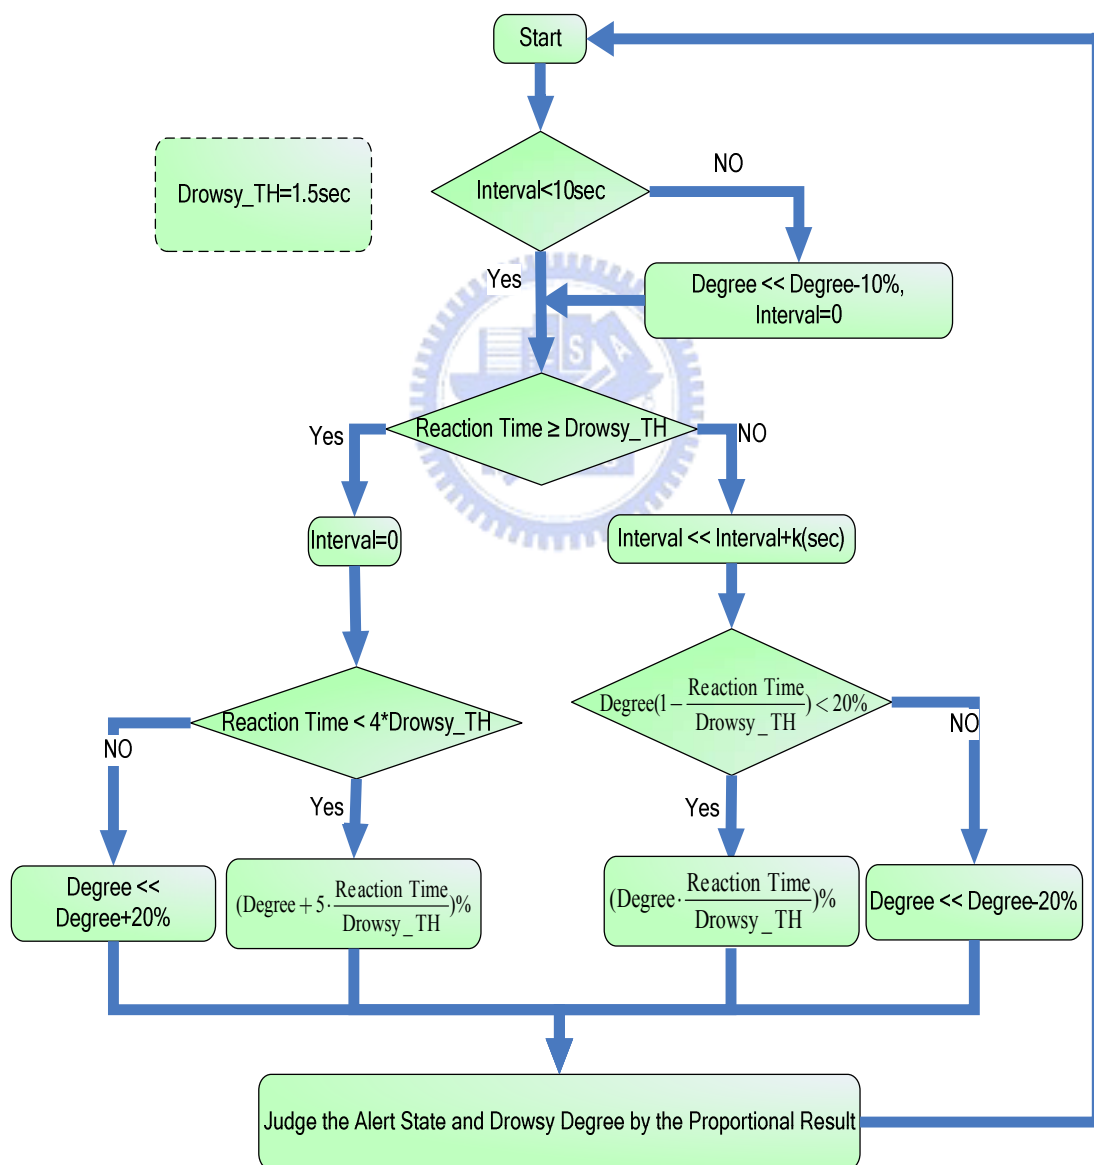 Start
Drowsy_TH=1.5sec
Interval<10sec
NO
Yes
Degree << Degree-10%,
Interval=0
S
A
Reaction Time ≥ Drowsy_TH
Yes
NO
Interval=0
Interval << Interval+k(sec)
Reaction Time < 4*Drowsy_TH
Degree(1 − Reaction Time / Drowsy_TH) < 20%
NO
Yes
Yes
NO
Degree <<
Degree+20%
(Degree + 5 · Reaction Time / Drowsy_TH)%
(Degree · Reaction Time / Drowsy_TH)%
Degree << Degree-20%
Judge the Alert State and Drowsy Degree by the Proportional Result